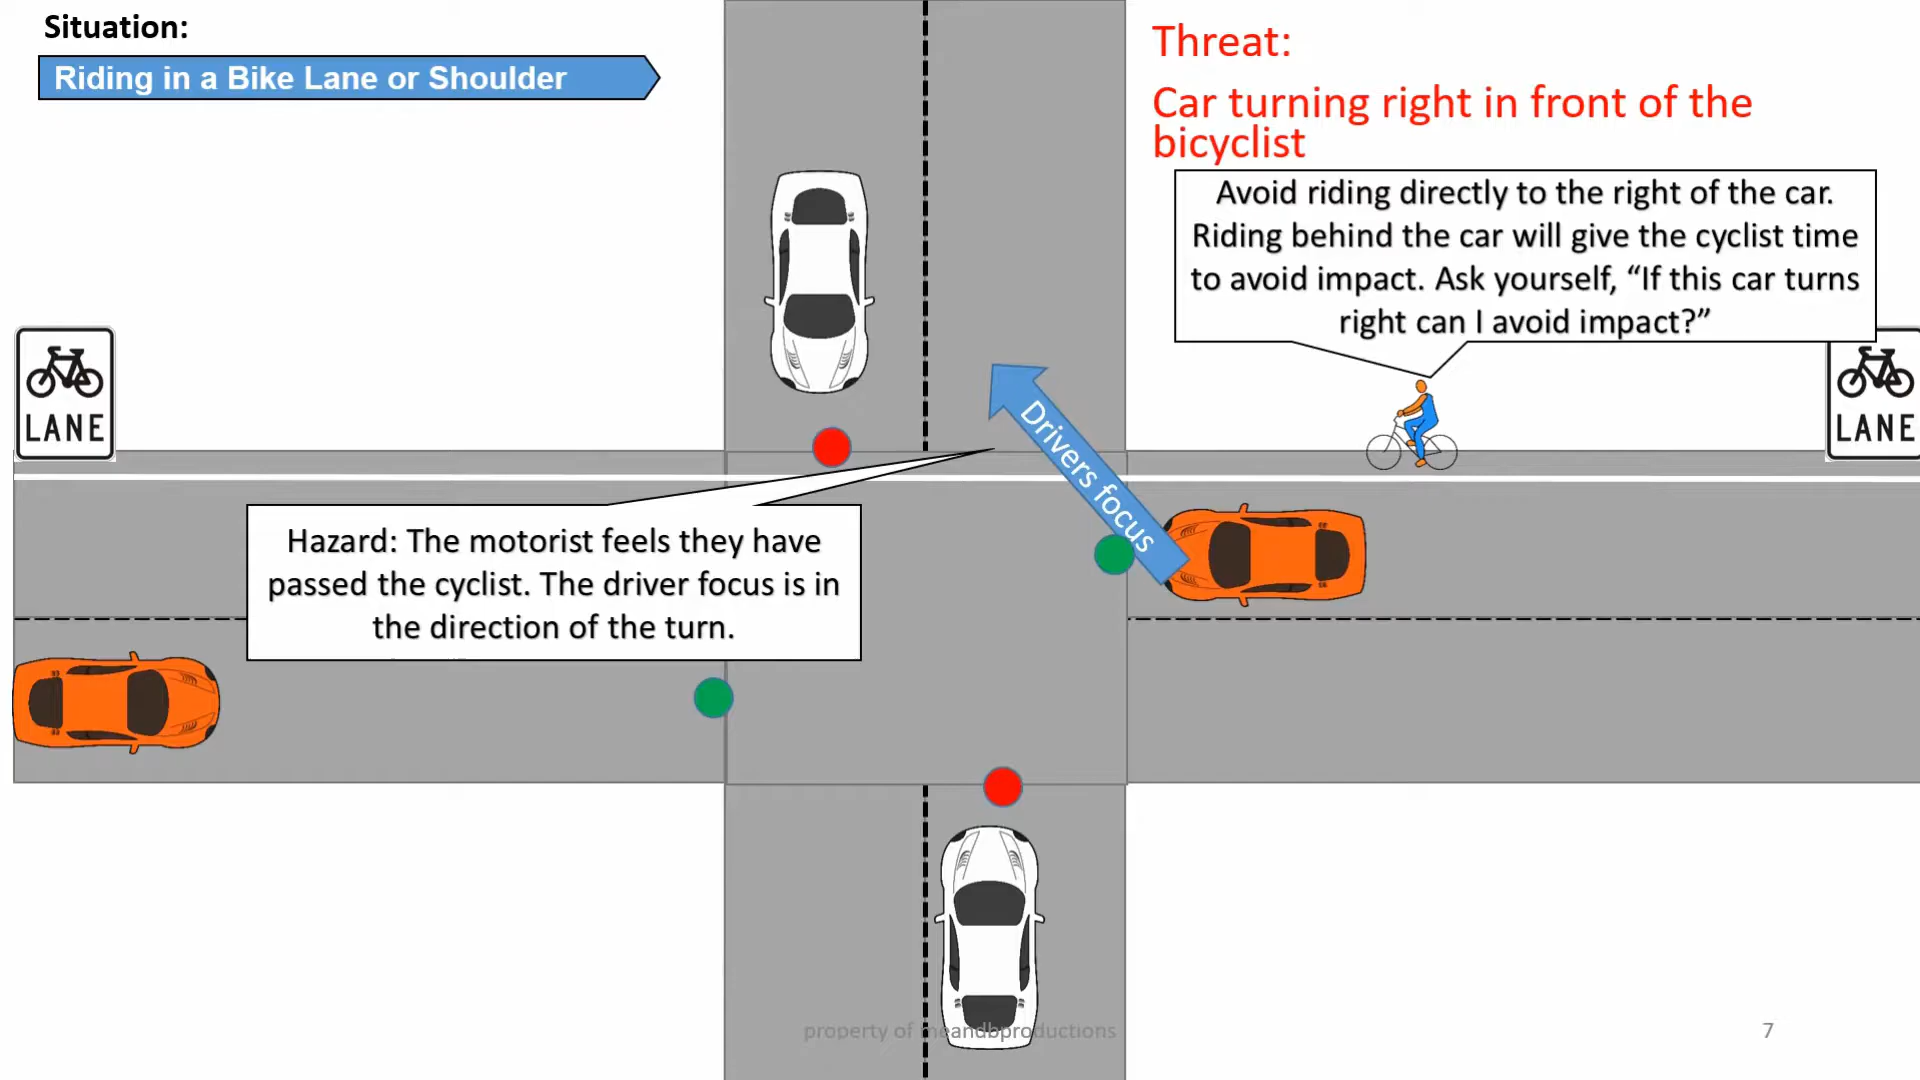 Situation:
Riding in a Bike Lane or Shoulder
Threat:
Car turning right in front of the
bicyclist
Avoid riding directly to the right of the car.
Riding behind the car will give the cyclist time
to avoid impact. Ask yourself, “If this car turns
right can I avoid impact?”
LANE
LANE
Drivers focus
Hazard: The motorist feels they have
passed the cyclist. The driver focus is in
the direction of the turn.
property of meandbproductions
7